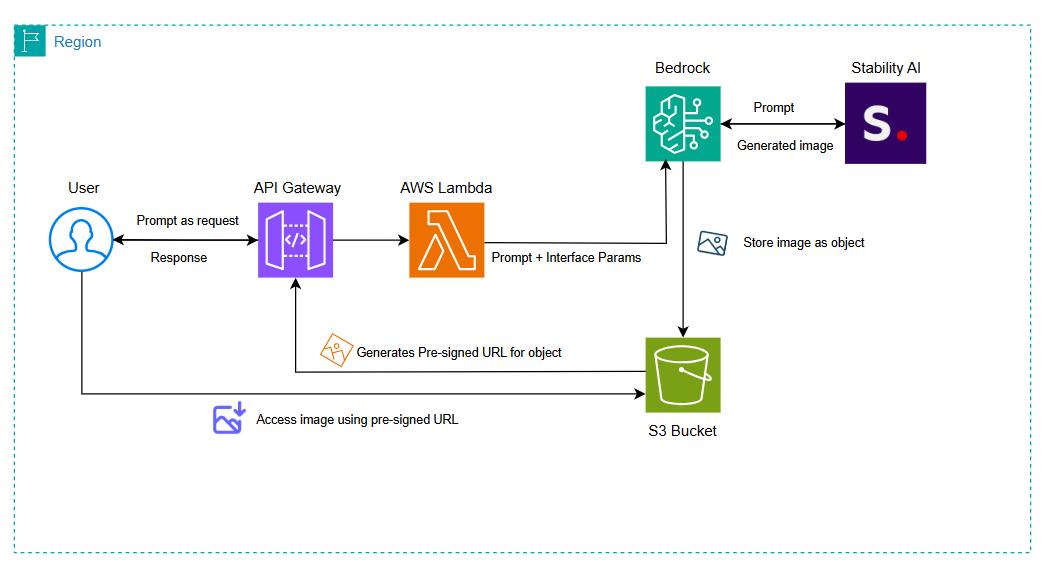 Region
Bedrock
Stability AI
Prompt
S.
Generated image
User
API Gateway
AWS Lambda
Prompt as request
</>
Response
Prompt + Interface Params
Store image as object
Generates Pre-signed URL for object
Access image using pre-signed URL
S3 Bucket